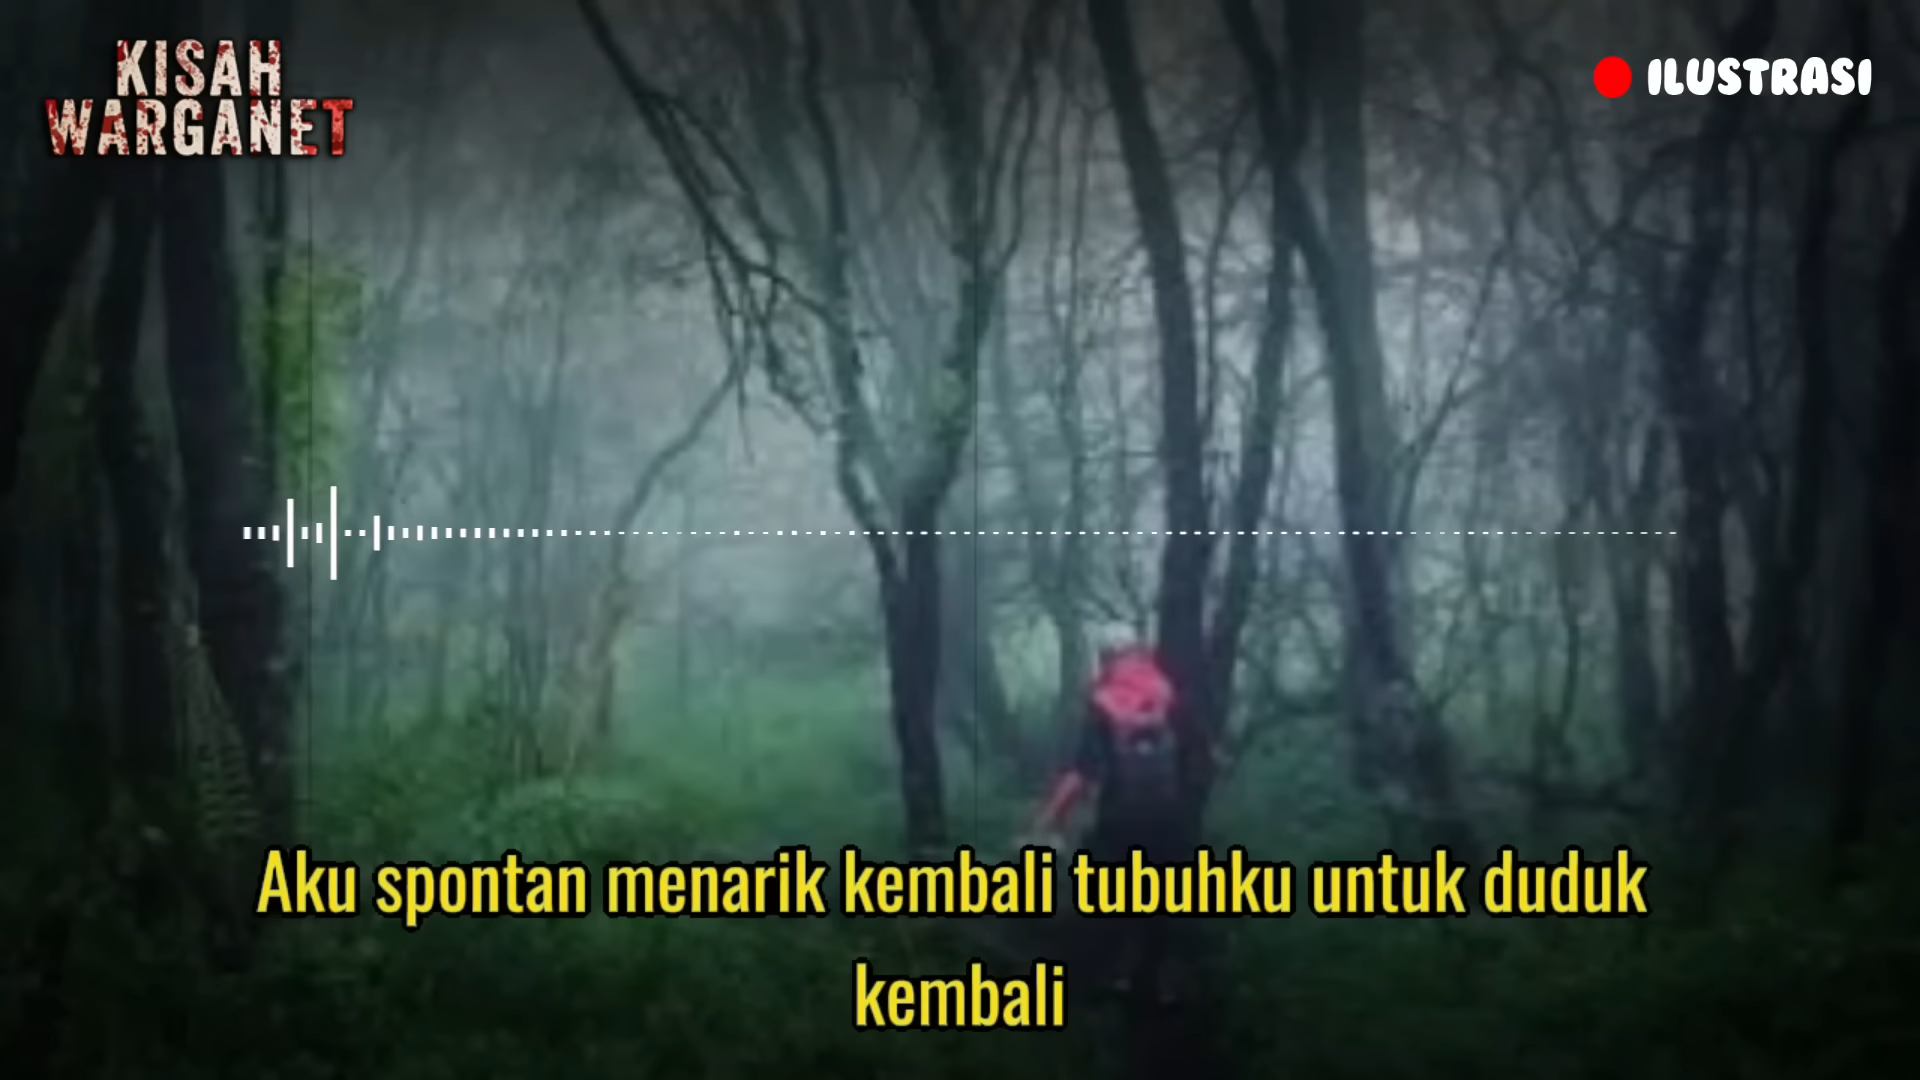 KISAH
WARGANET
ILUSTRASI
Aku spontan menarik kembali tubuhku untuk duduk
kembali